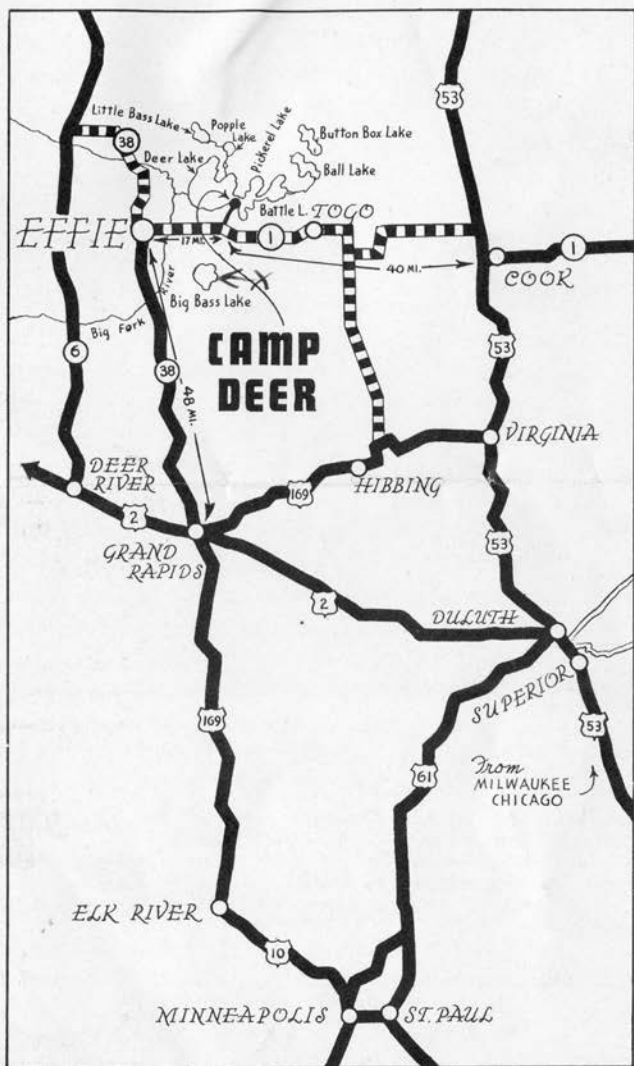 53
Little Bass Lake
Popple
Lake
Pickerel Lake
Button Box Lake
38
Deer Lake
Ball Lake
Battle L.
TOGO
EFFIE
17 MI.
1
1
40 MI.
COOK
River
Big Bass Lake
Big Fork
CAMP
DEER
53
6
38
48 MI.
VIRGINIA
DEER
RIVER
169
HIBBING
2
GRAND
RAPIDS
53
2
DULUTH
SUPERIOR
169
61
53
From
MILWAUKEE
CHICAGO
ELK RIVER
10
MINNEAPOLIS
ST. PAUL